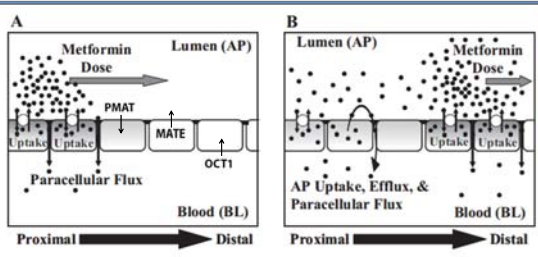 A
Metformin
Dose
Lumen (AP)
PMAT
MATE
OCT1
Uptake
Uptake
Paracellular Flux
Blood (BL)
Proximal
Distal
B
Lumen (AP)
Metformin
Dose
Uptake
Uptake
AP Uptake, Efflux, &
Paracellular Flux
Blood (BL)
Proximal
Distal